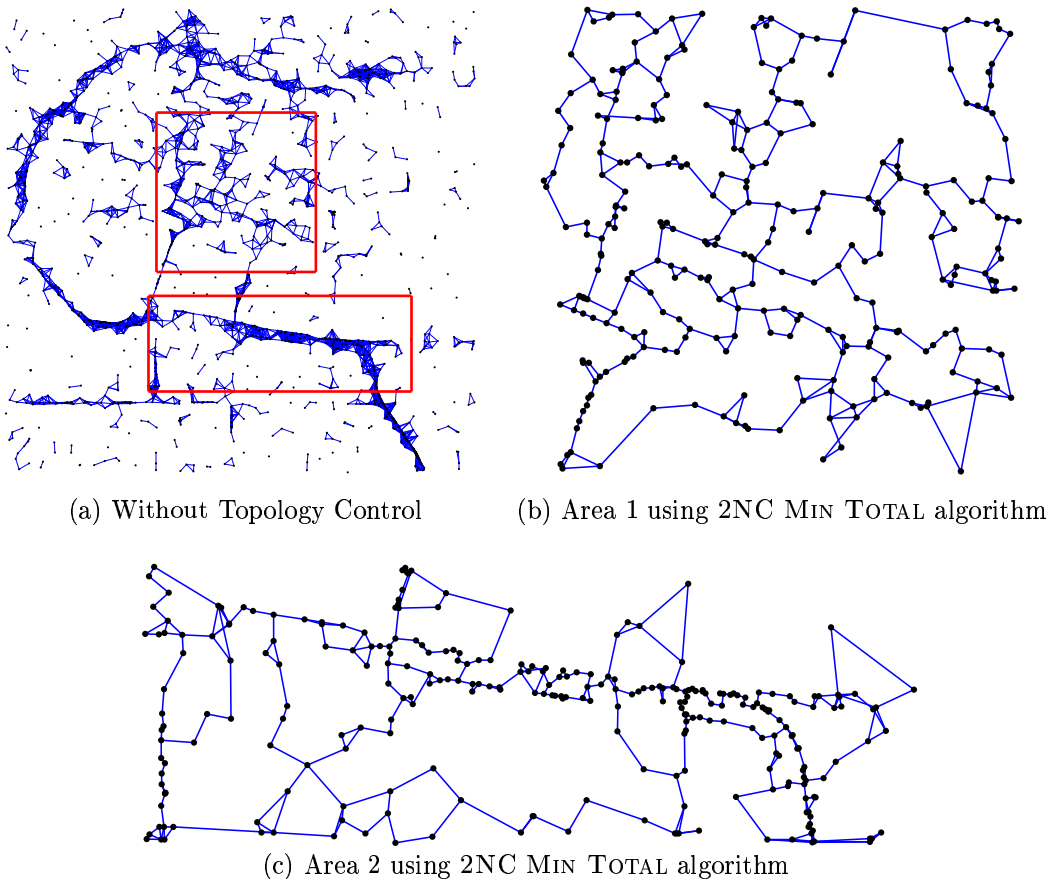 (a) Without Topology Control
(b) Area 1 using 2NC MIN TOTAL algorithm
(c) Area 2 using 2NC MIN TOTAL algorithm